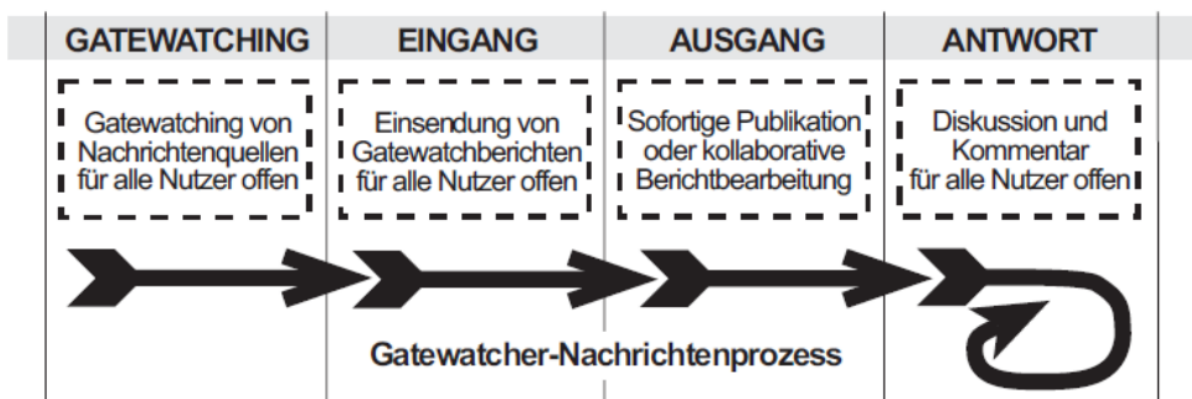 GATEWATCHING
EINGANG
AUSGANG
ANTWORT
Gatewatching von
Nachrichtenquellen
für alle Nutzer offen
Einsendung von
Gatewatchberichten
für alle Nutzer offen
Sofortige Publikation
oder kollaborative
Berichtbearbeitung
Diskussion und
Kommentar
für alle Nutzer offen
Gatewatcher-Nachrichtenprozess